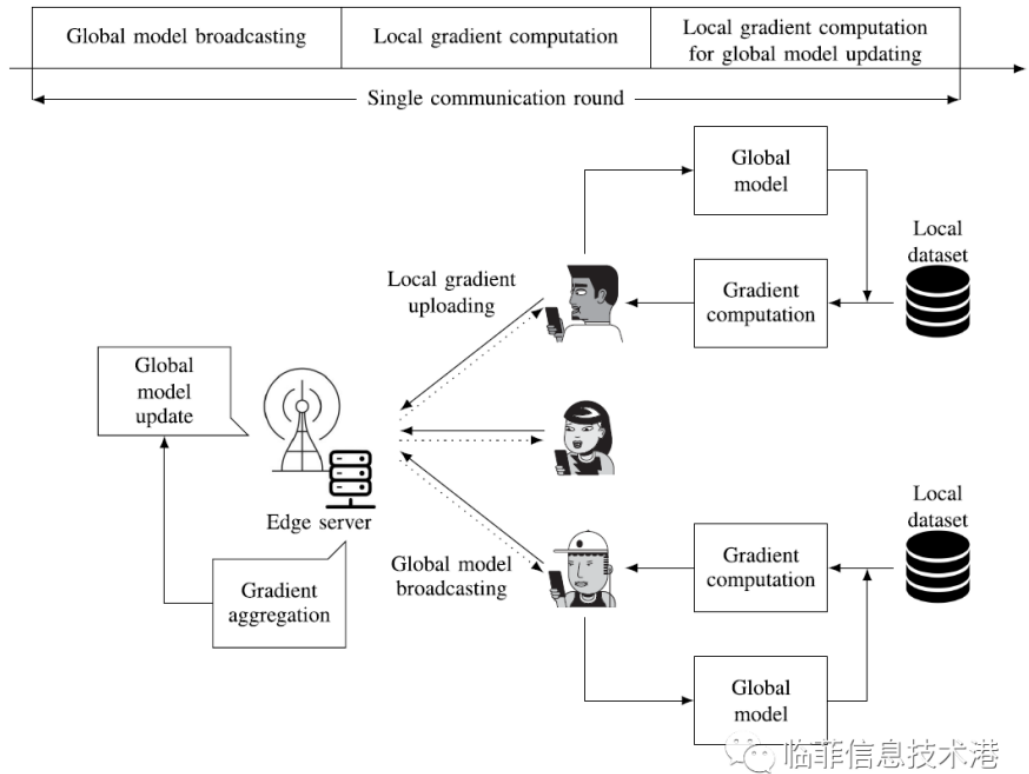 Global model broadcasting
Local gradient computation
Local gradient computation
for global model updating
Single communication round
Global
model
Local
dataset
Local gradient
uploading
Gradient
computation
Global
model
update
Edge server
Local
dataset
Global model
broadcasting
Gradient
computation
Gradient
aggregation
Global
model
临菲信息技术港